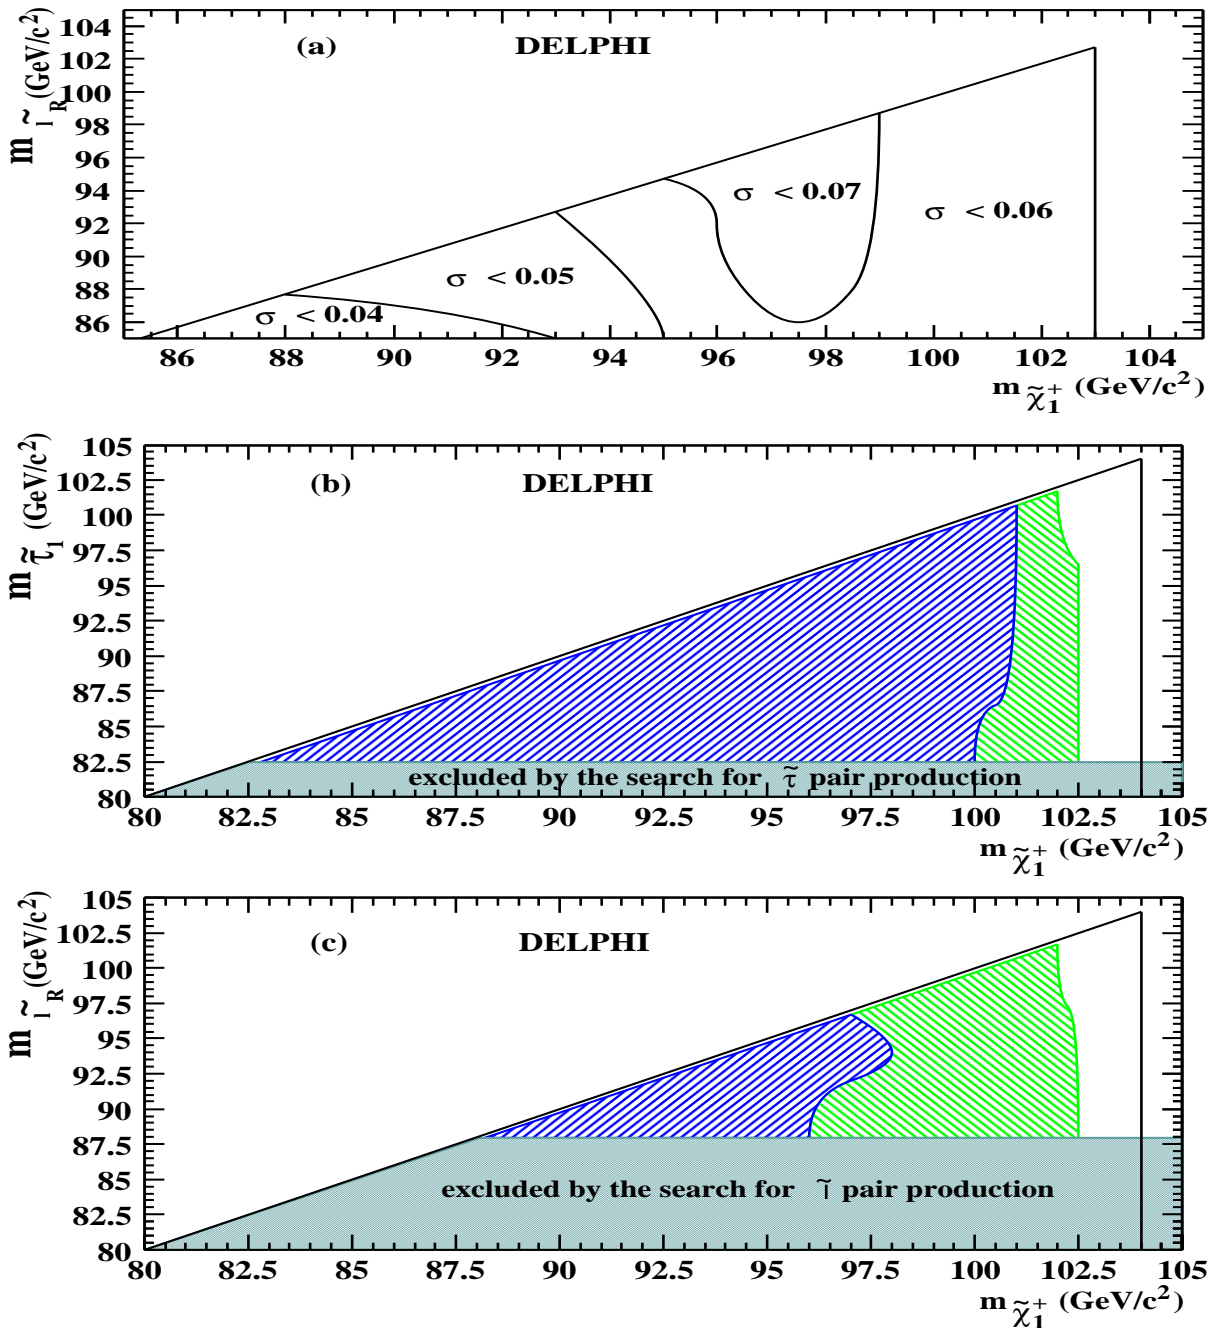 (a) DELPHI
m l̃R (GeV/c²)
104
102
100
98
96
94
92
90
88
86
σ < 0.07
σ < 0.06
σ < 0.05
σ < 0.04
86 88 90 92 94 96 98 100 102 104
m χ̃₁⁺ (GeV/c²)
(b) DELPHI
m τ̃₁ (GeV/c²)
105
102.5
100
97.5
95
92.5
90
87.5
85
82.5
80
excluded by the search for τ̃ pair production
80 82.5 85 87.5 90 92.5 95 97.5 100 102.5 105
m χ̃₁⁺ (GeV/c²)
(c) DELPHI
m l̃R (GeV/c²)
105
102.5
100
97.5
95
92.5
90
87.5
85
82.5
80
excluded by the search for l̃ pair production
80 82.5 85 87.5 90 92.5 95 97.5 100 102.5 105
m χ̃₁⁺ (GeV/c²)